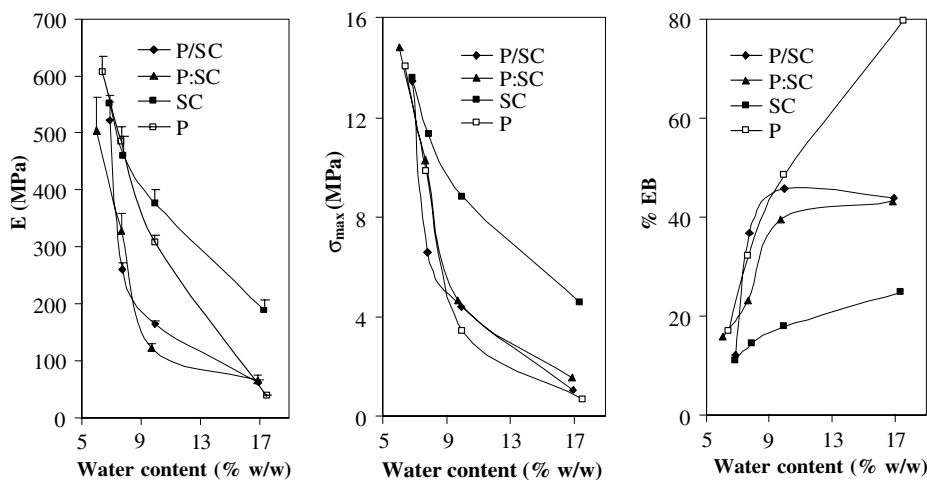 700
600
500
400
300
200
100
0
E (MPa)
P/SC
P:SC
SC
P
5 9 13 17
Water content (% w/w)
16
12
8
4
0
σmax (MPa)
P/SC
P:SC
SC
P
5 9 13 17
Water content (% w/w)
80
60
40
20
0
% EB
P/SC
P:SC
SC
P
5 9 13 17
Water content (% w/w)